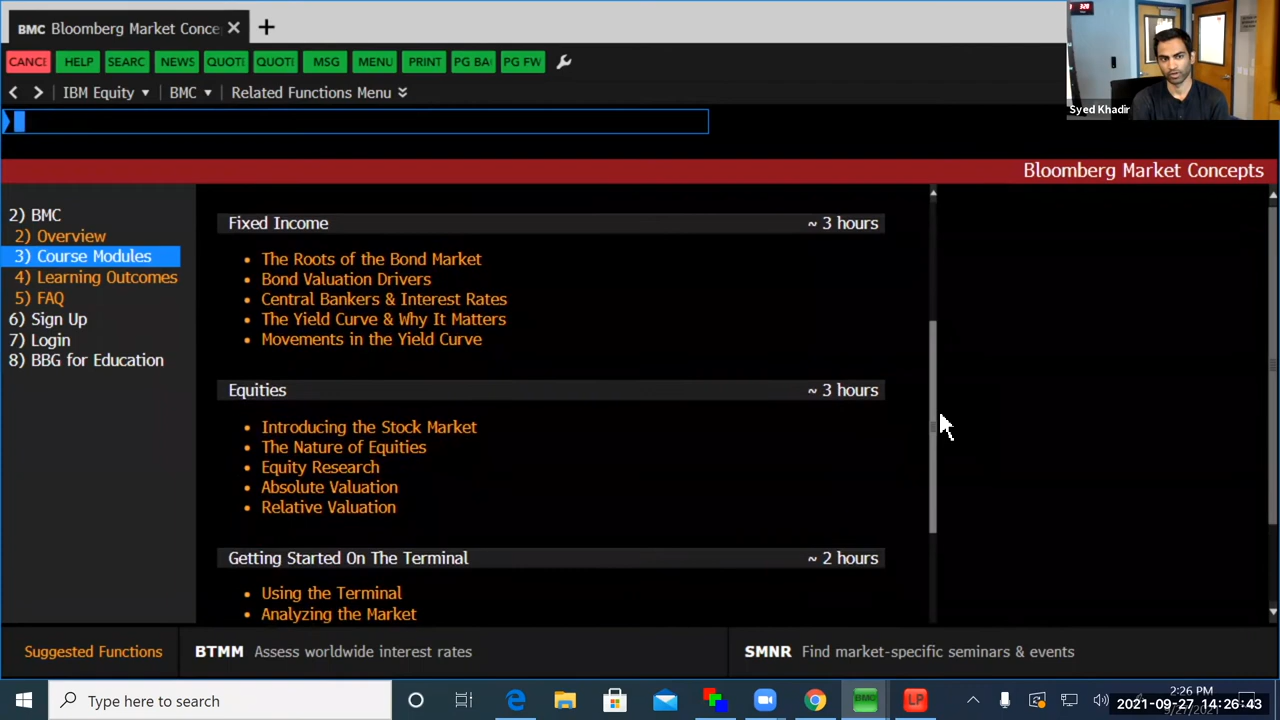 BMC Bloomberg Market Conce
CANCE HELP SEARC NEWS QUOTI QUOTI MSG MENU PRINT PG BA PG FW
IBM Equity BMC Related Functions Menu
Syed Khadir
Bloomberg Market Concepts
2) BMC
2) Overview
3) Course Modules
4) Learning Outcomes
5) FAQ
6) Sign Up
7) Login
8) BBG for Education
Fixed Income ~ 3 hours
• The Roots of the Bond Market
• Bond Valuation Drivers
• Central Bankers & Interest Rates
• The Yield Curve & Why It Matters
• Movements in the Yield Curve
Equities ~ 3 hours
• Introducing the Stock Market
• The Nature of Equities
• Equity Research
• Absolute Valuation
• Relative Valuation
Getting Started On The Terminal ~ 2 hours
• Using the Terminal
• Analyzing the Market
Suggested Functions BTMM Assess worldwide interest rates SMNR Find market-specific seminars & events
Type here to search
BMC
LP
2:26 PM
2021-09-27 14:26:43